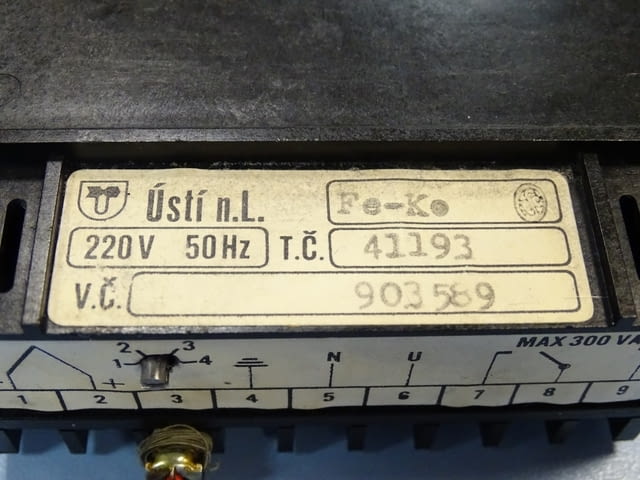 Ústí n.L. Fe-Ko
220V 50Hz T.Č. 41193
V.Č. 903589
MAX 300 VA
2 3
1 4 N U
- +
1 2 3 4 5 6 7 8 9